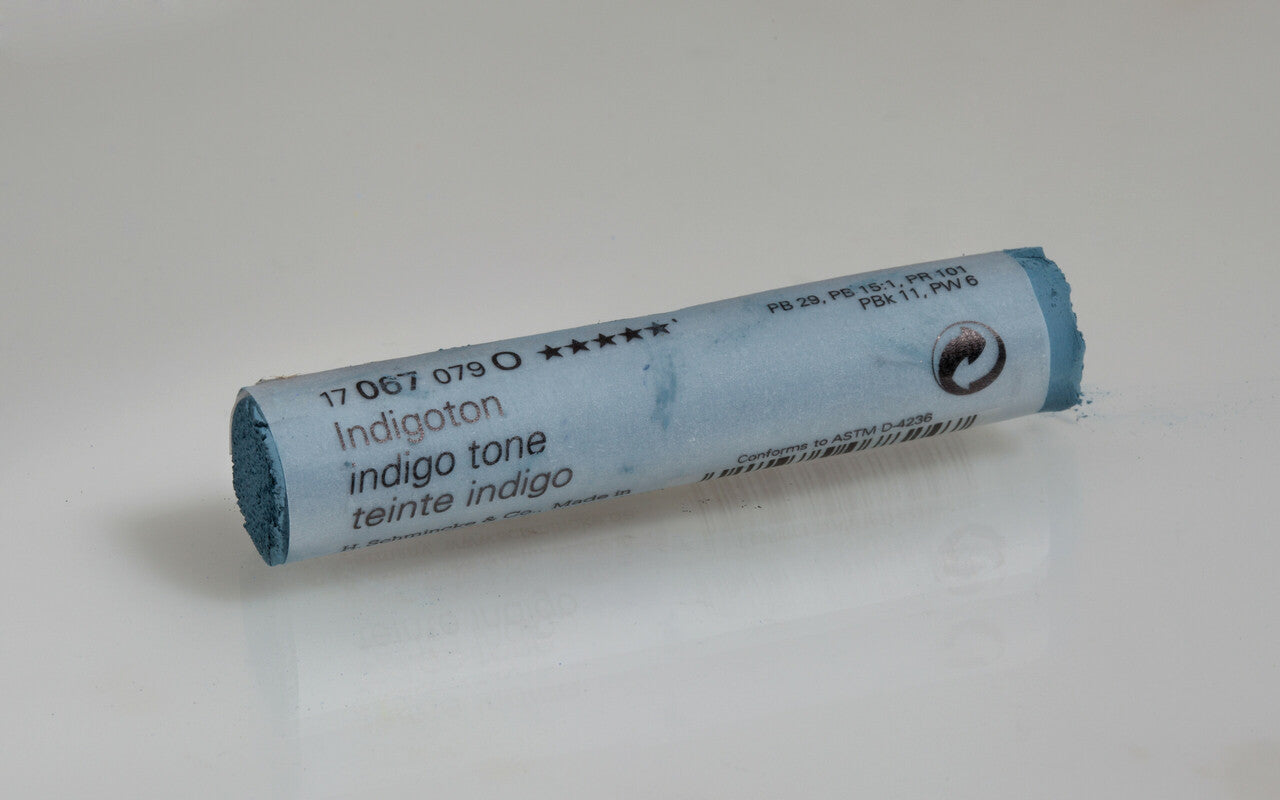 17 067 079 O ★★★★★
Indigoton
indigo tone
teinte indigo
H. Schmincke & Co., Made in
PB 29, PB 15:1, PR 101
PBk 11, PW 6
Conforms to ASTM D-4236